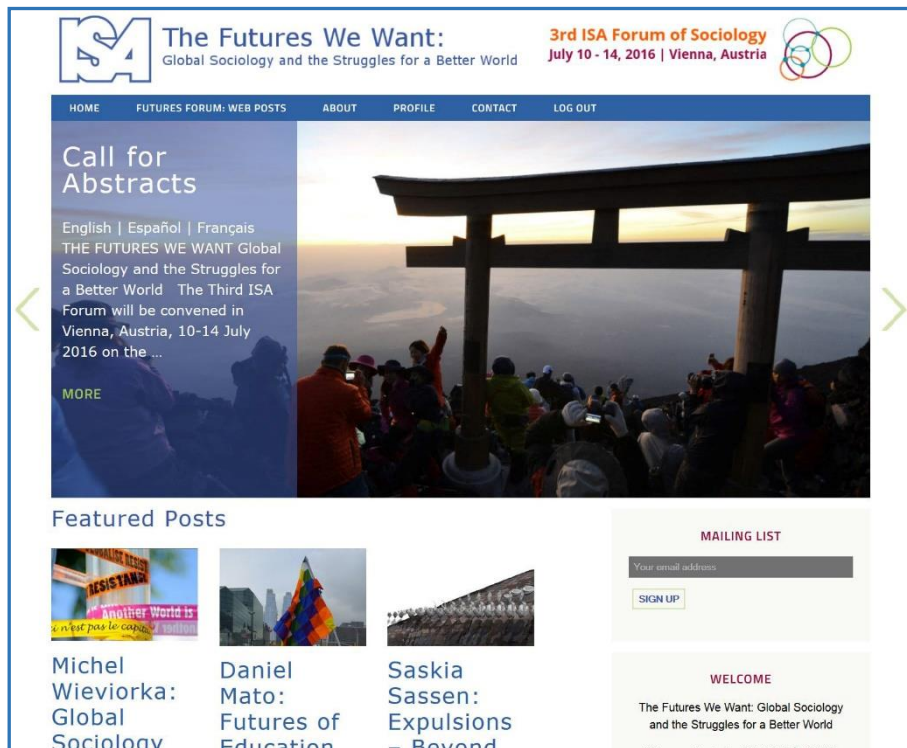 ISA
The Futures We Want:
Global Sociology and the Struggles for a Better World
3rd ISA Forum of Sociology
July 10 - 14, 2016 | Vienna, Austria
HOME FUTURES FORUM: WEB POSTS ABOUT PROFILE CONTACT LOG OUT
Call for
Abstracts
English | Español | Français
THE FUTURES WE WANT Global
Sociology and the Struggles for
a Better World The Third ISA
Forum will be convened in
Vienna, Austria, 10-14 July
2016 on the ...
MORE
Featured Posts
RESISTANCE
Another World is
n'est pas le
Michel
Wieviorka:
Global
Sociology
Daniel
Mato:
Futures of
Education
Saskia
Sassen:
Expulsions
– Beyond
MAILING LIST
Your email address
SIGN UP
WELCOME
The Futures We Want: Global Sociology
and the Struggles for a Better World